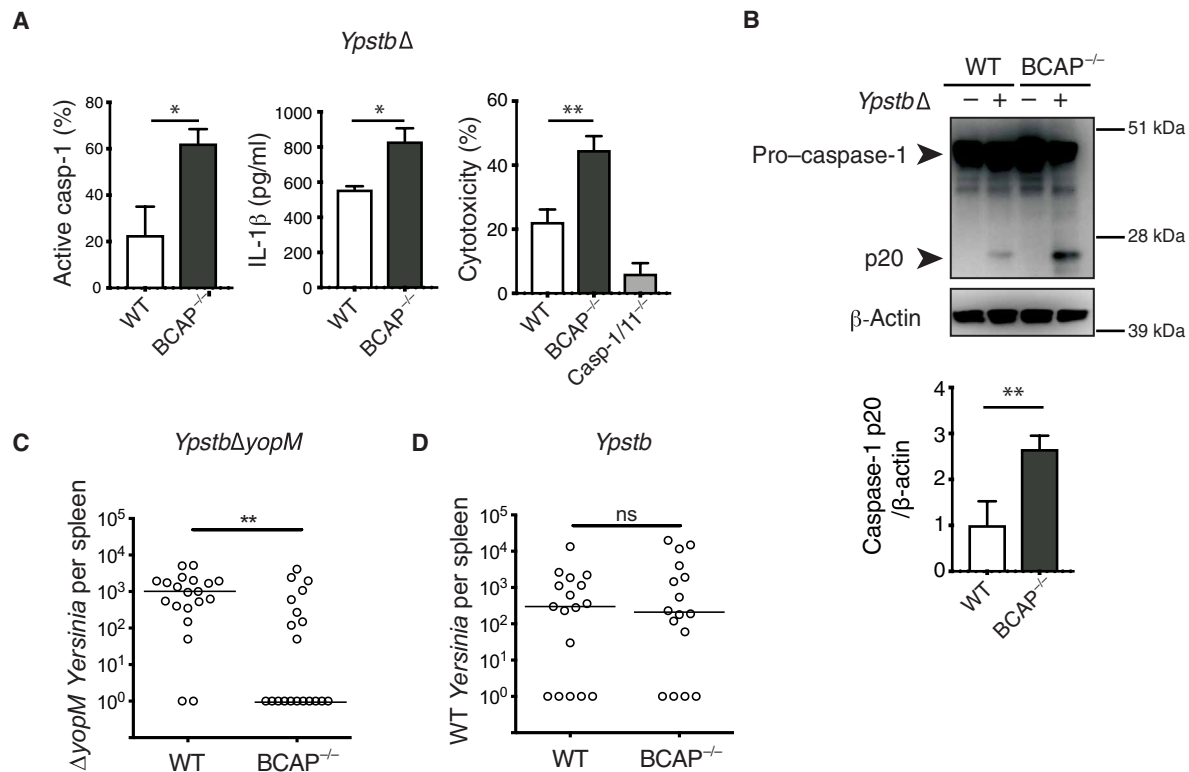 A
YpstbΔ
Active casp-1 (%)
80
60
40
20
0
*
WT
BCAP–/–
IL-1β (pg/ml)
1000
800
600
400
200
0
*
WT
BCAP–/–
Cytotoxicity (%)
60
40
20
0
**
WT
BCAP–/–
Casp-1/11–/–
B
WT BCAP–/–
YpstbΔ – + – +
Pro–caspase-1
51 kDa
28 kDa
p20
β-Actin
39 kDa
Caspase-1 p20
/β-actin
4
3
2
1
0
**
WT
BCAP–/–
C
YpstbΔyopM
ΔyopM Yersinia per spleen
10⁵
10⁴
10³
10²
10¹
10⁰
**
WT BCAP–/–
D
Ypstb
WT Yersinia per spleen
10⁵
10⁴
10³
10²
10¹
10⁰
ns
WT BCAP–/–